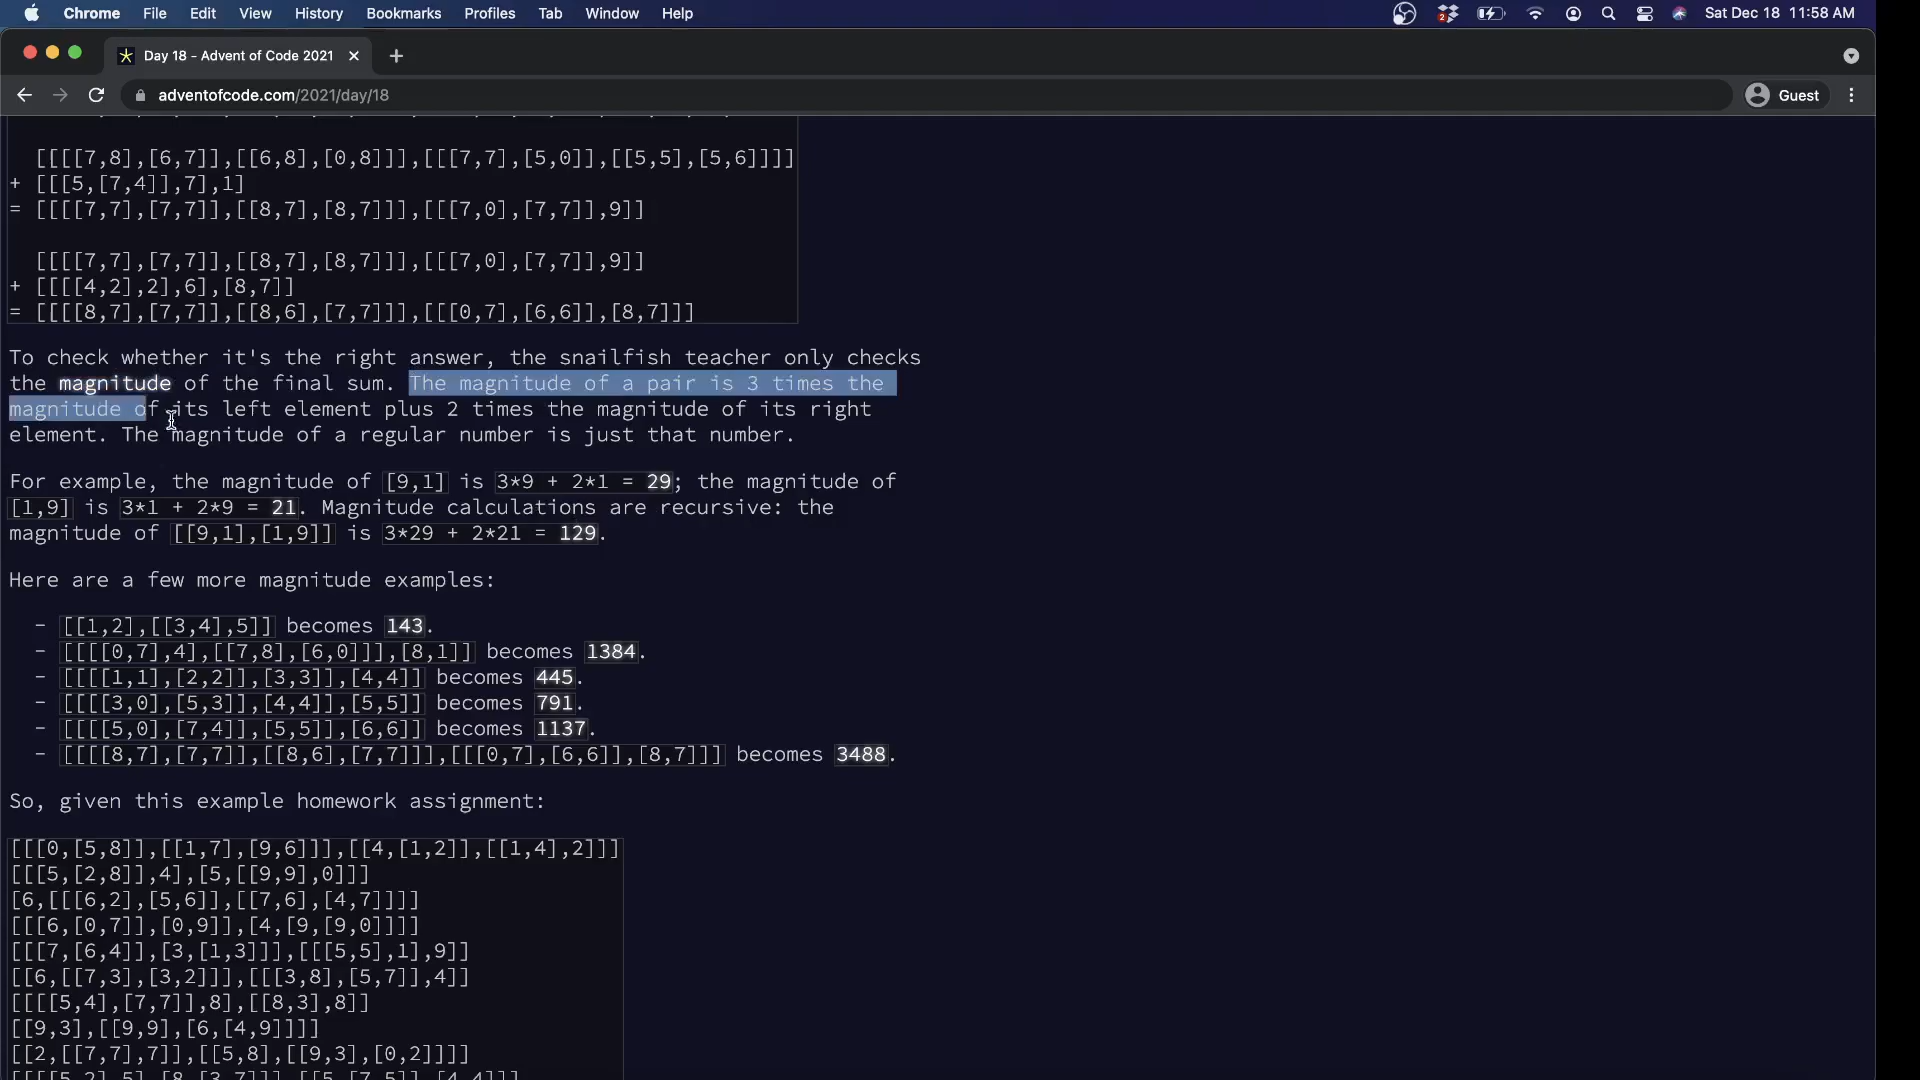 Chrome File Edit View History Bookmarks Profiles Tab Window Help 2 Sat Dec 18 11:58 AM
Day 18 - Advent of Code 2021
adventofcode.com/2021/day/18 Guest
[[[[7,8],[6,7]],[[6,8],[0,8]]],[[[7,7],[5,0]],[[5,5],[5,6]]]]
+ [[[5,[7,4]],7],1]
= [[[[7,7],[7,7]],[[8,7],[8,7]]],[[[7,0],[7,7]],9]]
[[[[7,7],[7,7]],[[8,7],[8,7]]],[[[7,0],[7,7]],9]]
+ [[[[4,2],2],6],[8,7]]
= [[[[8,7],[7,7]],[[8,6],[7,7]]],[[[0,7],[6,6]],[8,7]]]
To check whether it's the right answer, the snailfish teacher only checks
the magnitude of the final sum. The magnitude of a pair is 3 times the
magnitude of its left element plus 2 times the magnitude of its right
element. The magnitude of a regular number is just that number.
For example, the magnitude of [9,1] is 3*9 + 2*1 = 29; the magnitude of
[1,9] is 3*1 + 2*9 = 21. Magnitude calculations are recursive: the
magnitude of [[9,1],[1,9]] is 3*29 + 2*21 = 129.
Here are a few more magnitude examples:
- [[1,2],[[3,4],5]] becomes 143.
- [[[[0,7],4],[[7,8],[6,0]]],[8,1]] becomes 1384.
- [[[[1,1],[2,2]],[3,3]],[4,4]] becomes 445.
- [[[[3,0],[5,3]],[4,4]],[5,5]] becomes 791.
- [[[[5,0],[7,4]],[5,5]],[6,6]] becomes 1137.
- [[[[8,7],[7,7]],[[8,6],[7,7]]],[[[0,7],[6,6]],[8,7]]] becomes 3488.
So, given this example homework assignment:
[[[0,[5,8]],[[1,7],[9,6]]],[[4,[1,2]],[[1,4],2]]]
[[[5,[2,8]],4],[5,[[9,9],0]]]
[6,[[[6,2],[5,6]],[[7,6],[4,7]]]]
[[[6,[0,7]],[0,9]],[4,[9,[9,0]]]]
[[[7,[6,4]],[3,[1,3]]],[[[5,5],1],9]]
[[6,[[7,3],[3,2]]],[[[3,8],[5,7]],4]]
[[[[5,4],[7,7]],8],[[8,3],8]]
[[9,3],[[9,9],[6,[4,9]]]]
[[2,[[7,7],7]],[[5,8],[[9,3],[0,2]]]]
[[[[5,2],5],[8,[3,7]]],[[5,[7,5]],[4,4]]]